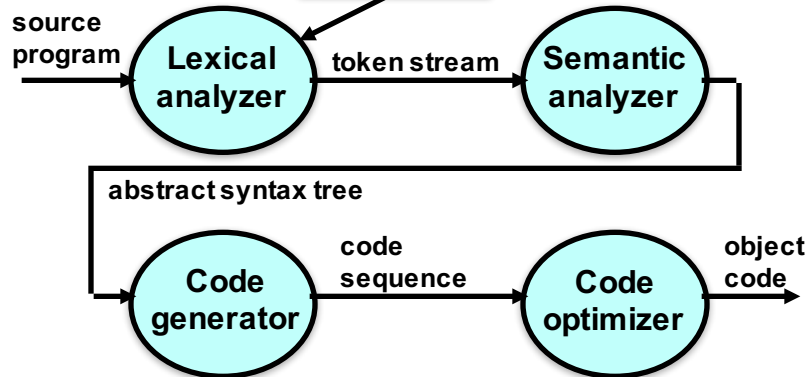 source
program
Lexical
analyzer
token stream
Semantic
analyzer
abstract syntax tree
Code
generator
code
sequence
Code
optimizer
object
code